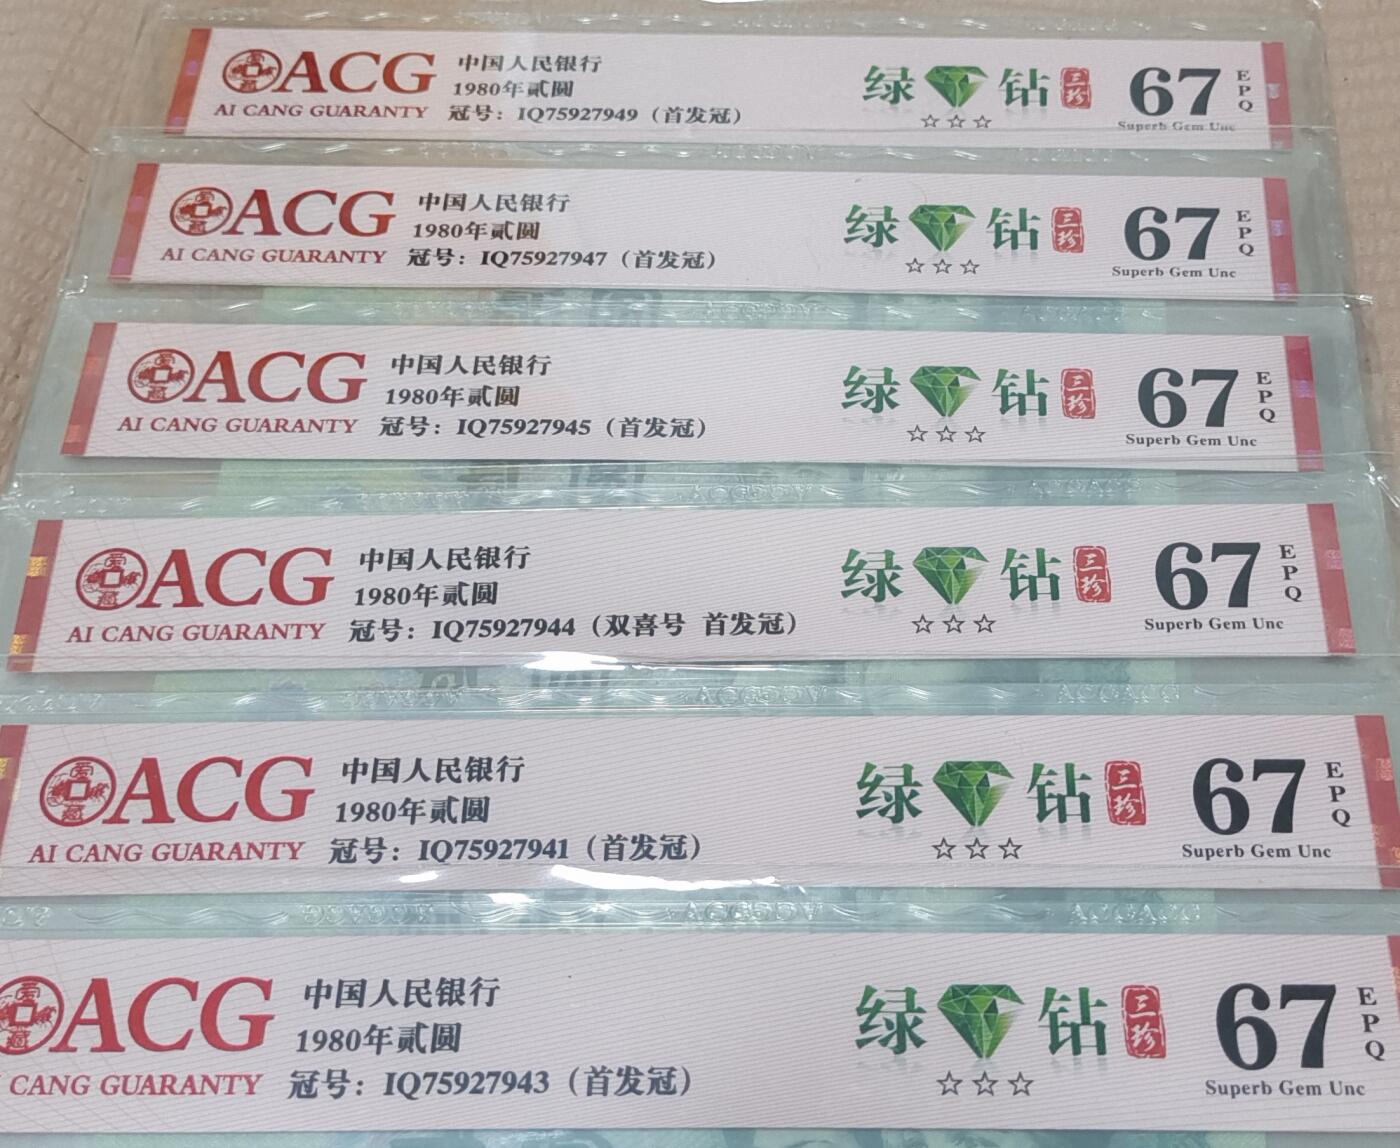 ACG 中国人民银行
1980年贰圆
AI CANG GUARANTY 冠号：IQ75927949（首发冠）
绿 钻 三珍 67 EPQ
☆☆☆ Superb Gem Unc
ACG 中国人民银行
1980年贰圆
AI CANG GUARANTY 冠号：IQ75927947（首发冠）
绿 钻 三珍 67 EPQ
☆☆☆ Superb Gem Unc
ACG 中国人民银行
1980年贰圆
AI CANG GUARANTY 冠号：IQ75927945（首发冠）
绿 钻 三珍 67 EPQ
☆☆☆ Superb Gem Unc
ACG 中国人民银行
1980年贰圆
AI CANG GUARANTY 冠号：IQ75927944（双喜号 首发冠）
绿 钻 三珍 67 EPQ
☆☆☆ Superb Gem Unc
ACG 中国人民银行
1980年贰圆
AI CANG GUARANTY 冠号：IQ75927941（首发冠）
绿 钻 三珍 67 EPQ
☆☆☆ Superb Gem Unc
ACG 中国人民银行
1980年贰圆
CANG GUARANTY 冠号：IQ75927943（首发冠）
绿 钻 三珍 67 EPQ
☆☆☆ Superb Gem Unc